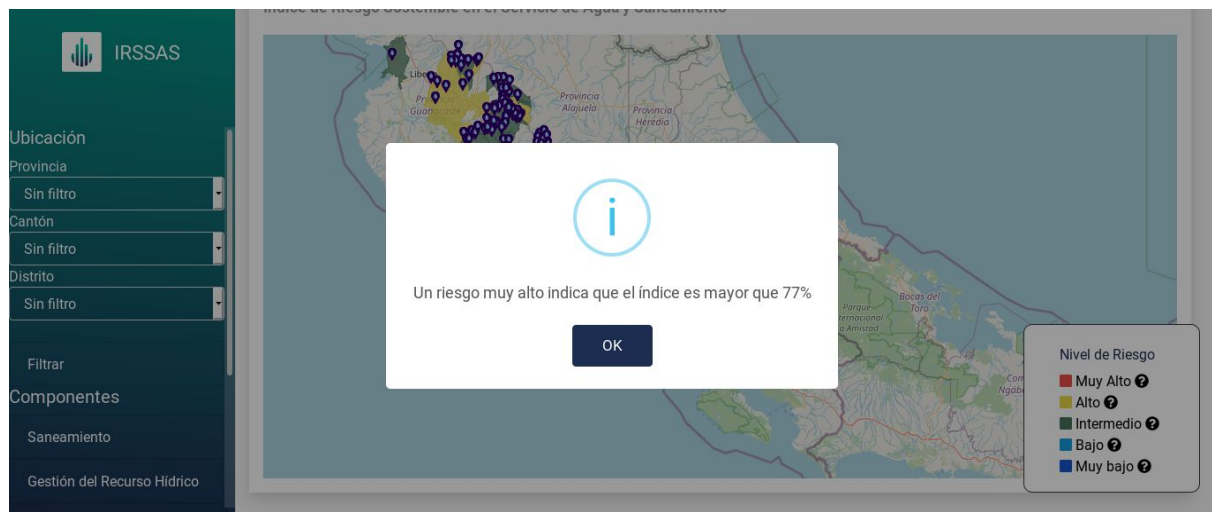 Índice de Riesgo Sostenible en el Servicio de Agua y Saneamiento
IRSSAS
Ubicación
Provincia
Sin filtro
Cantón
Sin filtro
Distrito
Sin filtro
Filtrar
Componentes
Saneamiento
Gestión del Recurso Hídrico
Provincia
Alajuela
Provincia
Heredia
i
Un riesgo muy alto indica que el índice es mayor que 77%
OK
Bocas del
Toro
Parque
Nivel de Riesgo
Muy Alto
Alto
Intermedio
Bajo
Muy bajo